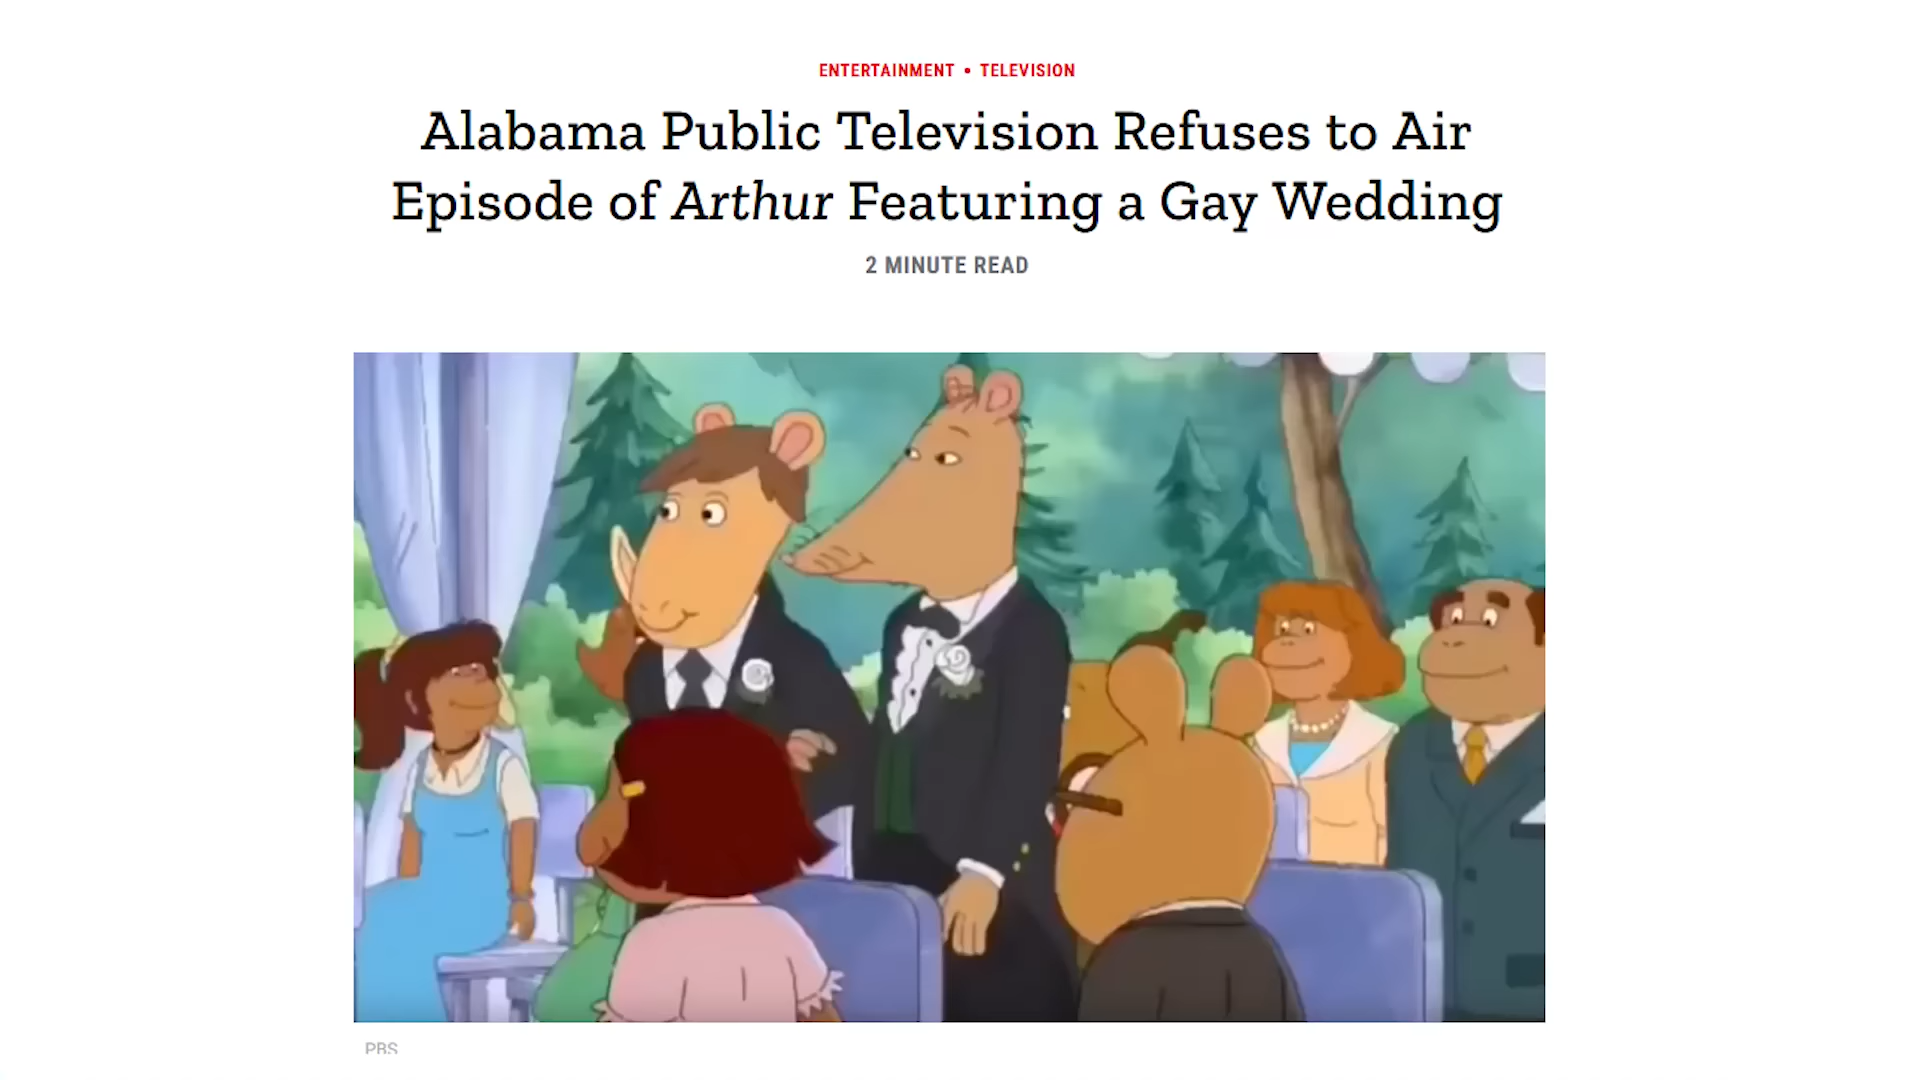 ENTERTAINMENT • TELEVISION
Alabama Public Television Refuses to Air
Episode of Arthur Featuring a Gay Wedding
2 MINUTE READ
PBS